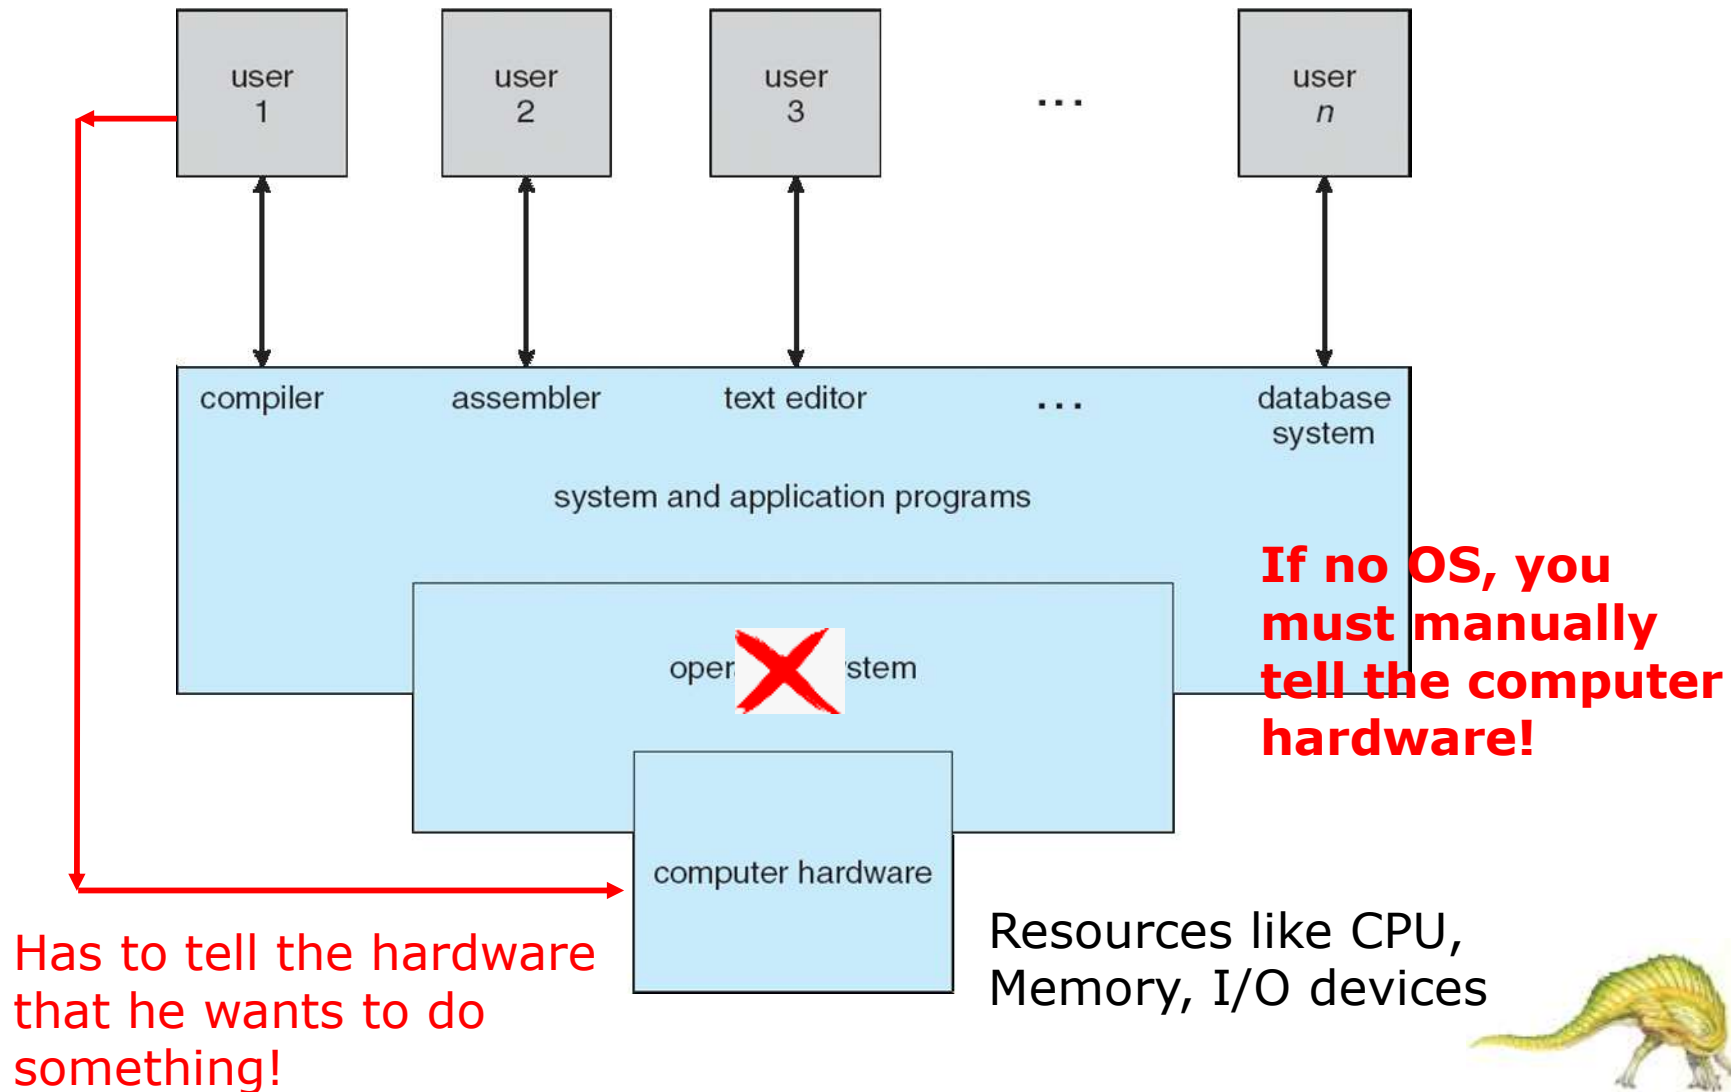 user
1
user
2
user
3
...
user
n
compiler
assembler
text editor
...
database
system
system and application programs
If no OS, you
must manually
tell the computer
hardware!
oper stem
computer hardware
Has to tell the hardware
that he wants to do
something!
Resources like CPU,
Memory, I/O devices